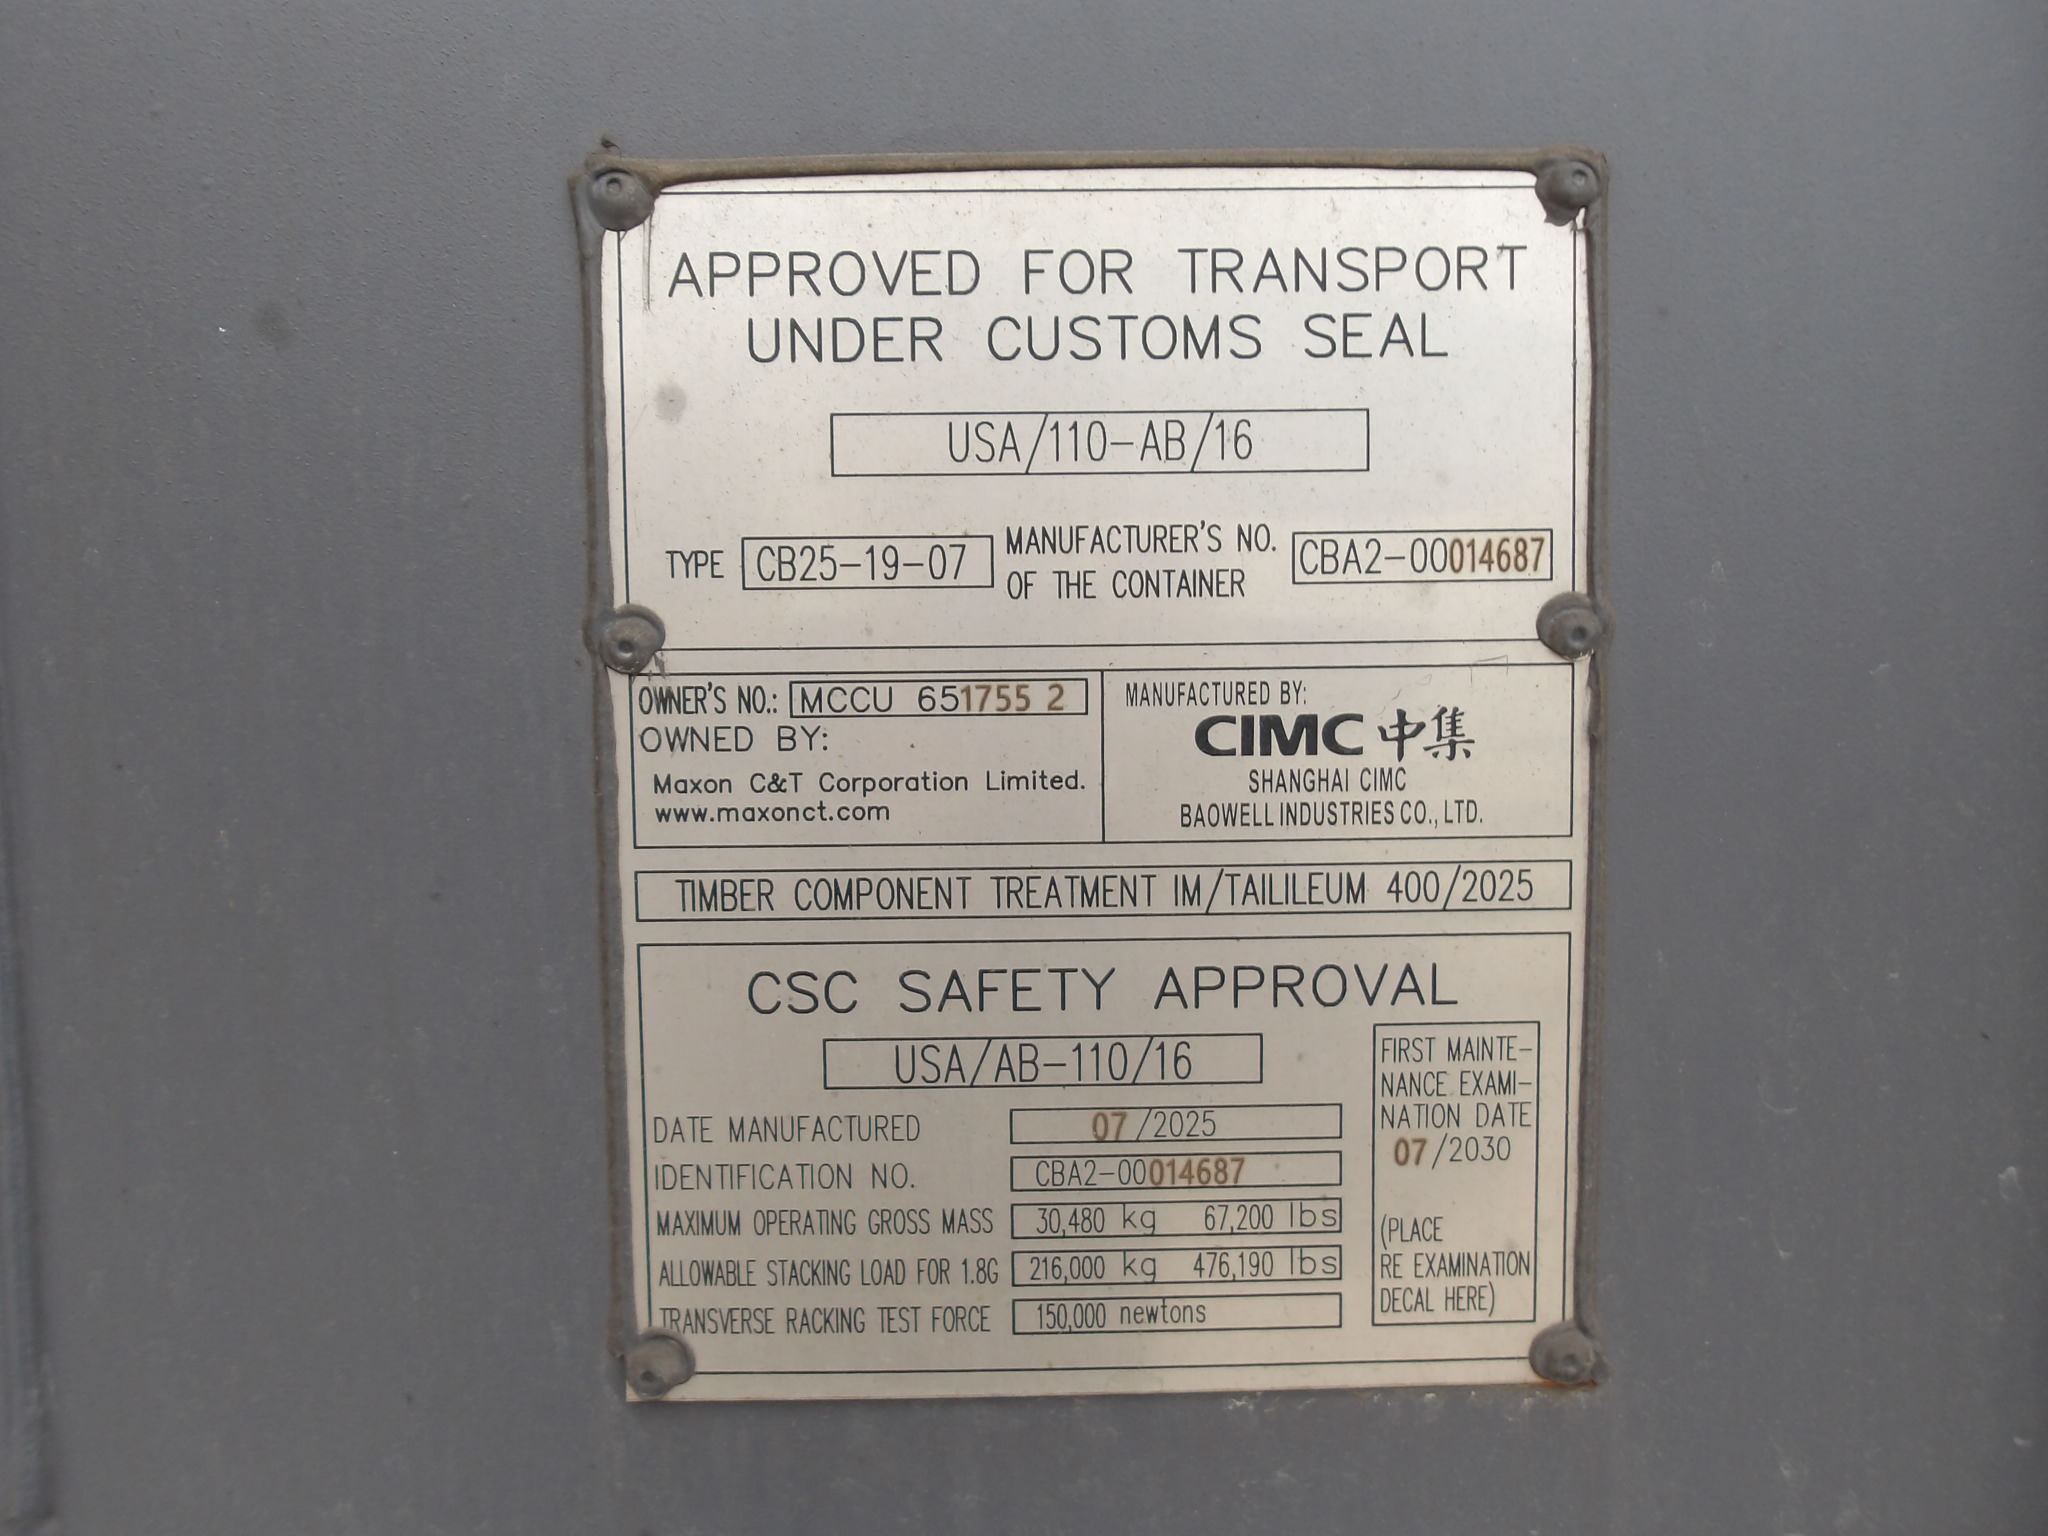 APPROVED FOR TRANSPORT
UNDER CUSTOMS SEAL
USA/110-AB/16
TYPE CB25-19-07 MANUFACTURER'S NO. OF THE CONTAINER CBA2-00014687
OWNER'S NO.: MCCU 651755 2
OWNED BY:
Maxon C&T Corporation Limited.
www.maxonct.com
MANUFACTURED BY:
CIMC 中集
SHANGHAI CIMC
BAOWELL INDUSTRIES CO., LTD.
TIMBER COMPONENT TREATMENT IM/TAILILEUM 400/2025
CSC SAFETY APPROVAL
USA/AB-110/16
DATE MANUFACTURED 07/2025
IDENTIFICATION NO. CBA2-00014687
MAXIMUM OPERATING GROSS MASS 30,480 kg 67,200 lbs
ALLOWABLE STACKING LOAD FOR 1.8G 216,000 kg 476,190 lbs
TRANSVERSE RACKING TEST FORCE 150,000 newtons
FIRST MAINTE-
NANCE EXAMI-
NATION DATE
07/2030
(PLACE
RE EXAMINATION
DECAL HERE)